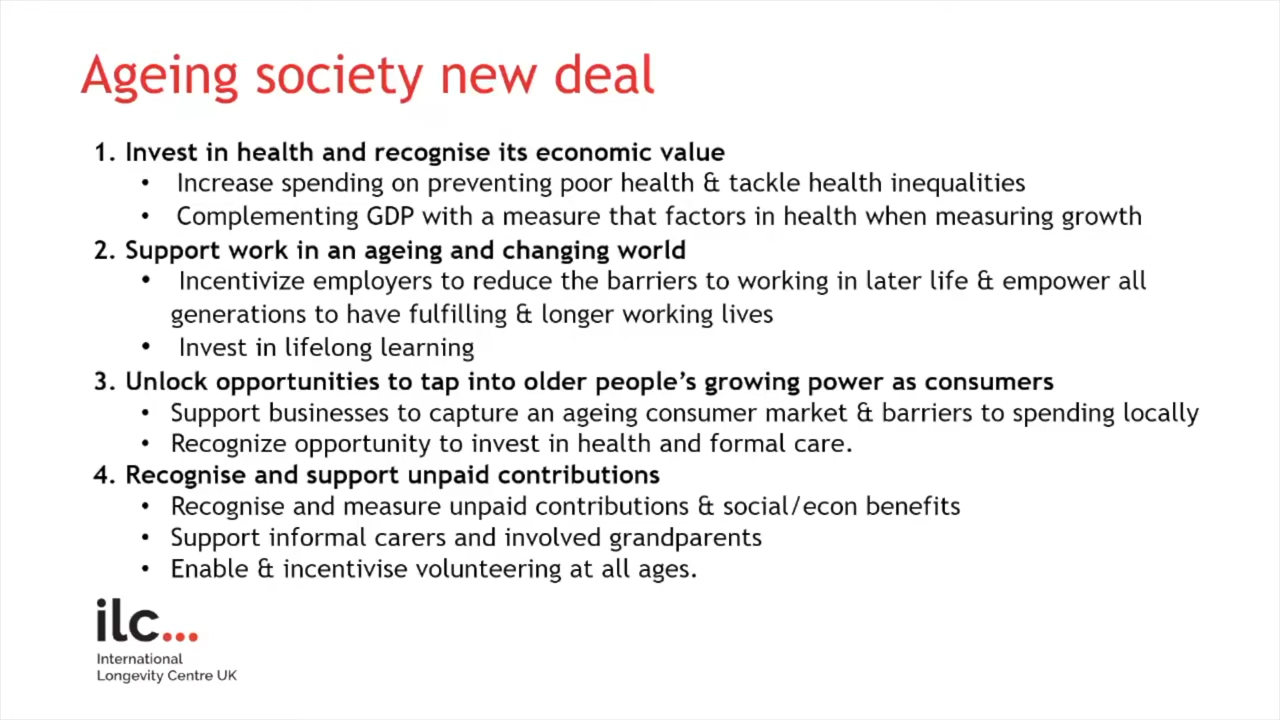 Ageing society new deal
1. Invest in health and recognise its economic value
• Increase spending on preventing poor health & tackle health inequalities
• Complementing GDP with a measure that factors in health when measuring growth
2. Support work in an ageing and changing world
• Incentivize employers to reduce the barriers to working in later life & empower all
generations to have fulfilling & longer working lives
• Invest in lifelong learning
3. Unlock opportunities to tap into older people’s growing power as consumers
• Support businesses to capture an ageing consumer market & barriers to spending locally
• Recognize opportunity to invest in health and formal care.
4. Recognise and support unpaid contributions
• Recognise and measure unpaid contributions & social/econ benefits
• Support informal carers and involved grandparents
• Enable & incentivise volunteering at all ages.
ilc...
International
Longevity Centre UK